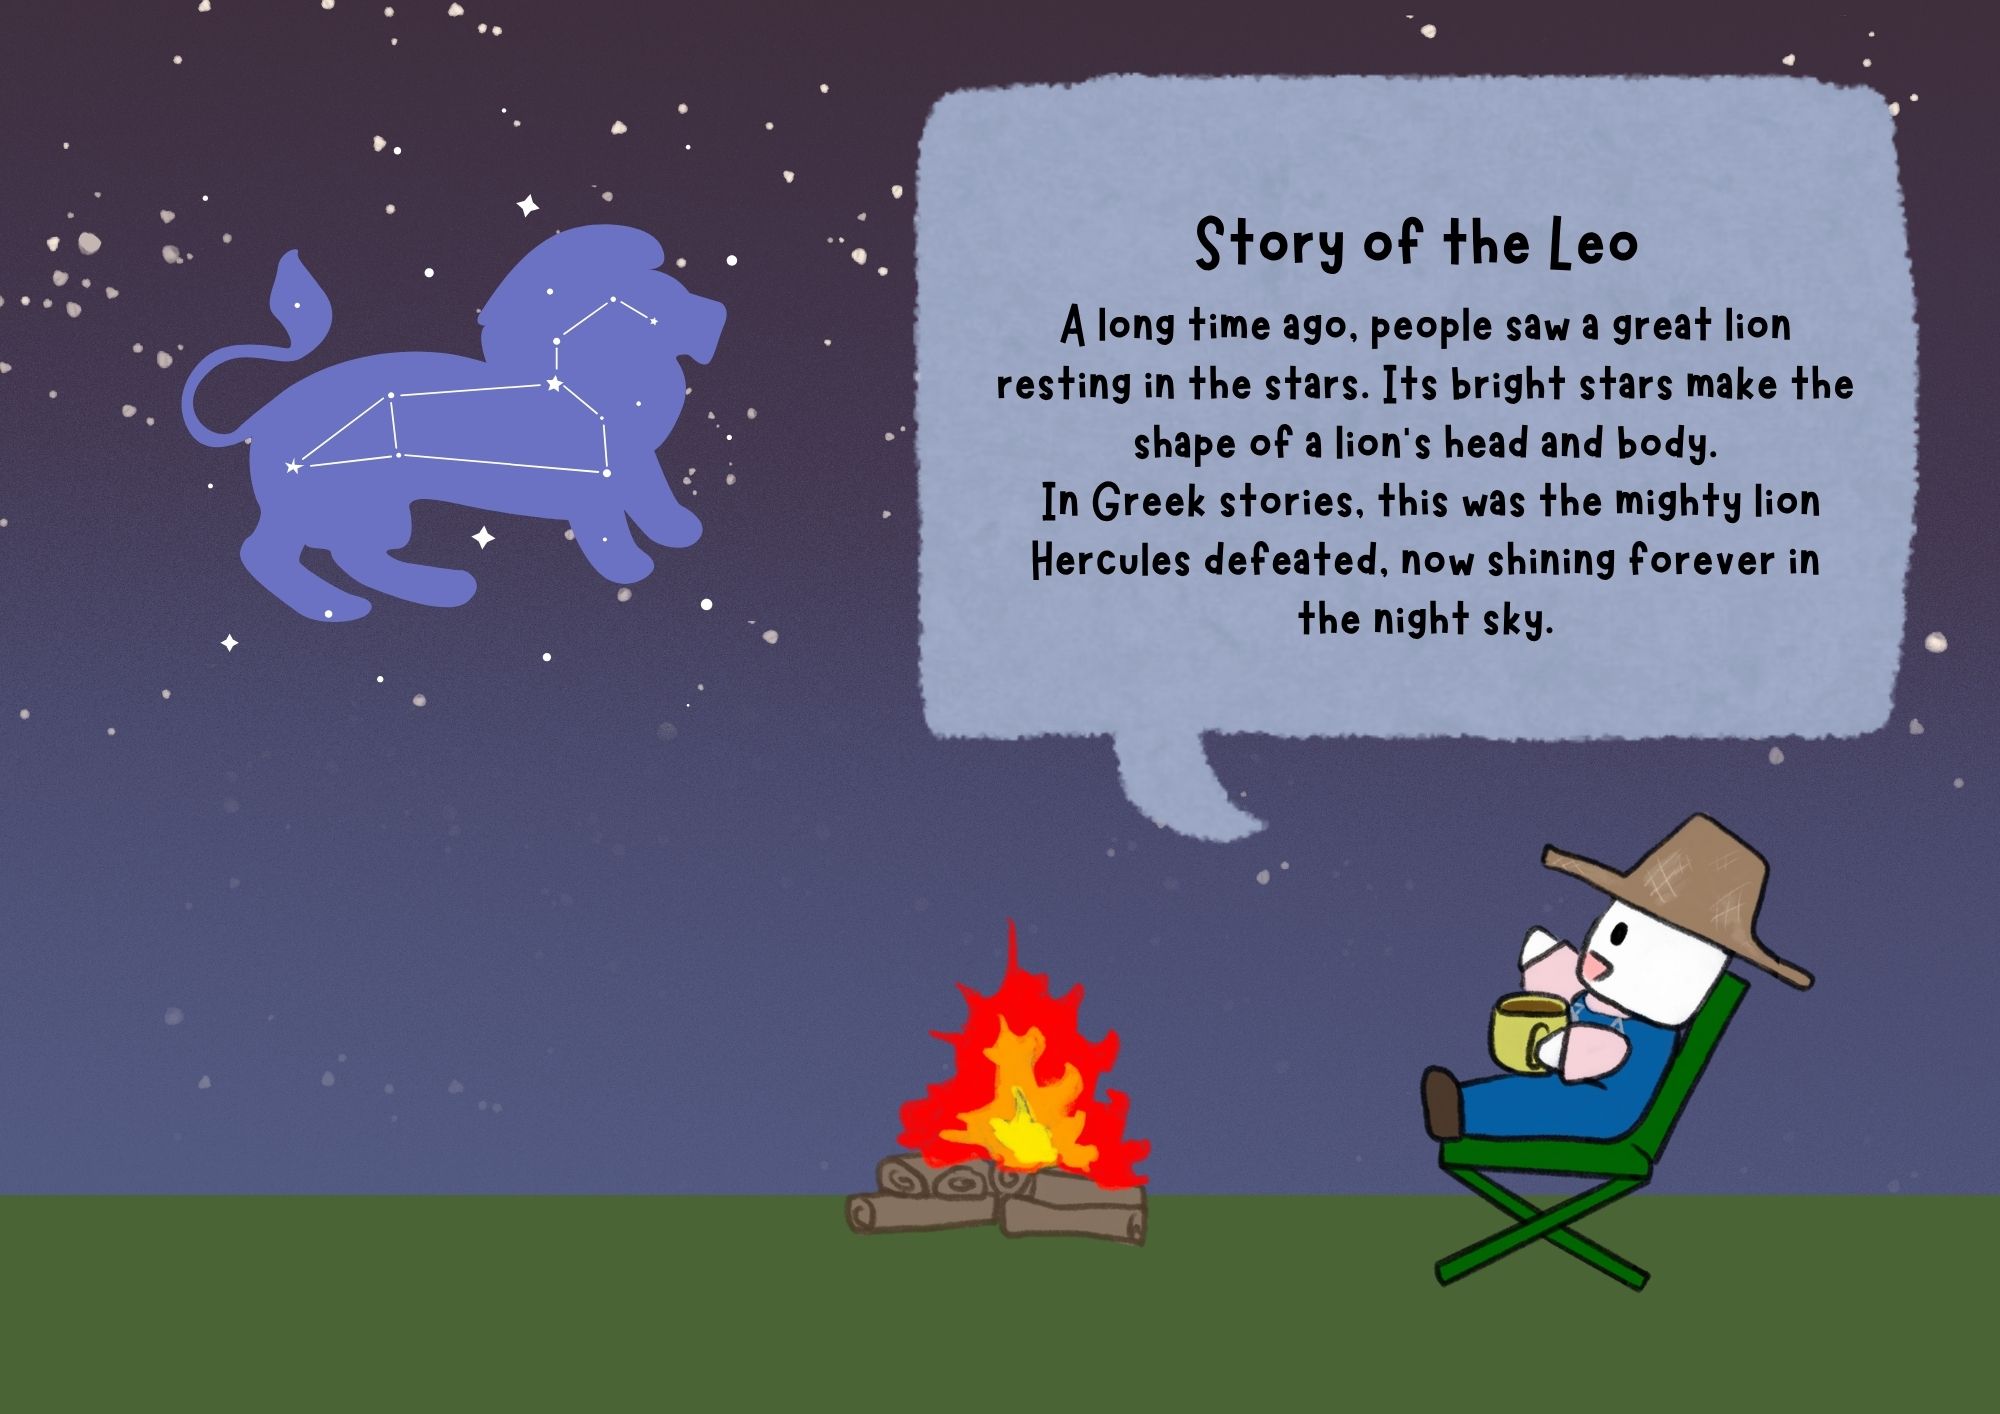 Story of the Leo
A long time ago, people saw a great lion
resting in the stars. Its bright stars make the
shape of a lion's head and body.
In Greek stories, this was the mighty lion
Hercules defeated, now shining forever in
the night sky.